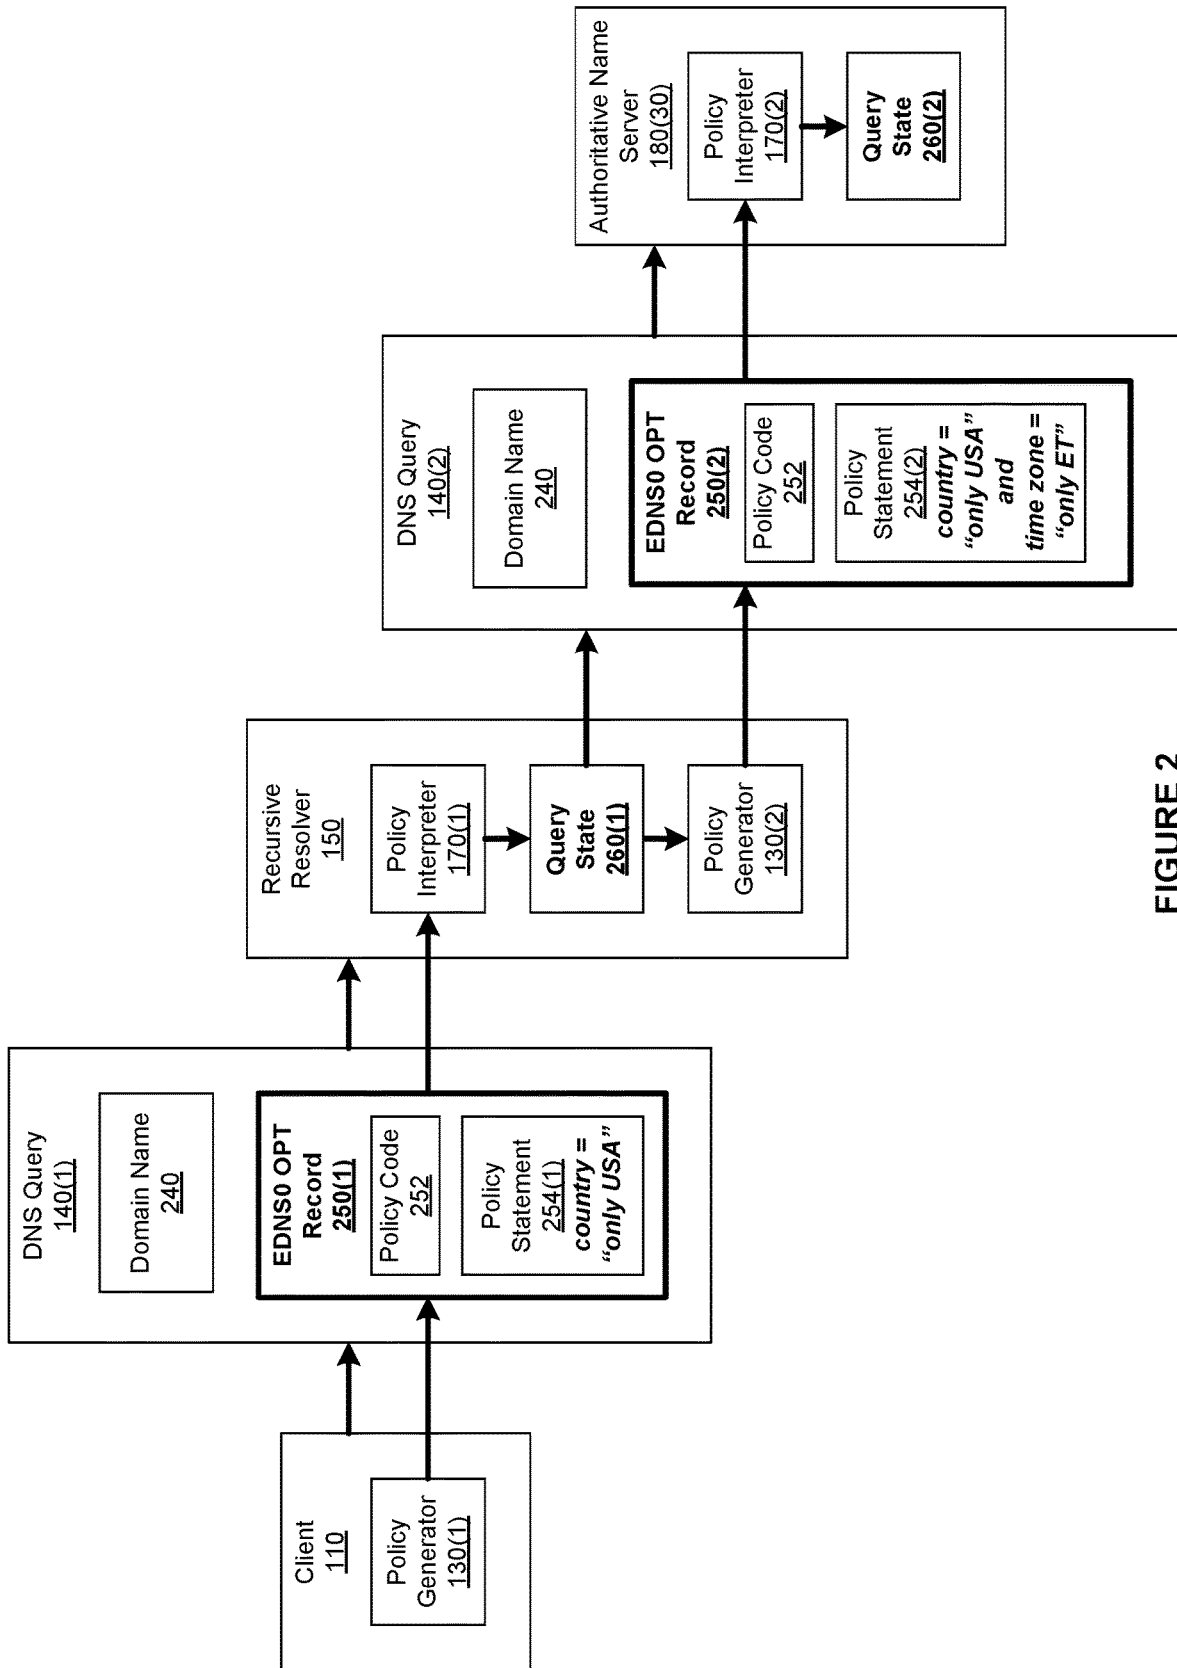 Client
110
Policy
Generator
130(1)
DNS Query
140(1)
Domain Name
240
EDNS0 OPT
Record
250(1)
Policy Code
252
Policy
Statement
254(1)
country =
“only USA”
Recursive
Resolver
150
Policy
Interpreter
170(1)
Query
State
260(1)
Policy
Generator
130(2)
DNS Query
140(2)
Domain Name
240
EDNS0 OPT
Record
250(2)
Policy Code
252
Policy
Statement
254(2)
country =
“only USA”
and
time zone =
“only ET”
Authoritative Name
Server
180(30)
Policy
Interpreter
170(2)
Query
State
260(2)
FIGURE 2